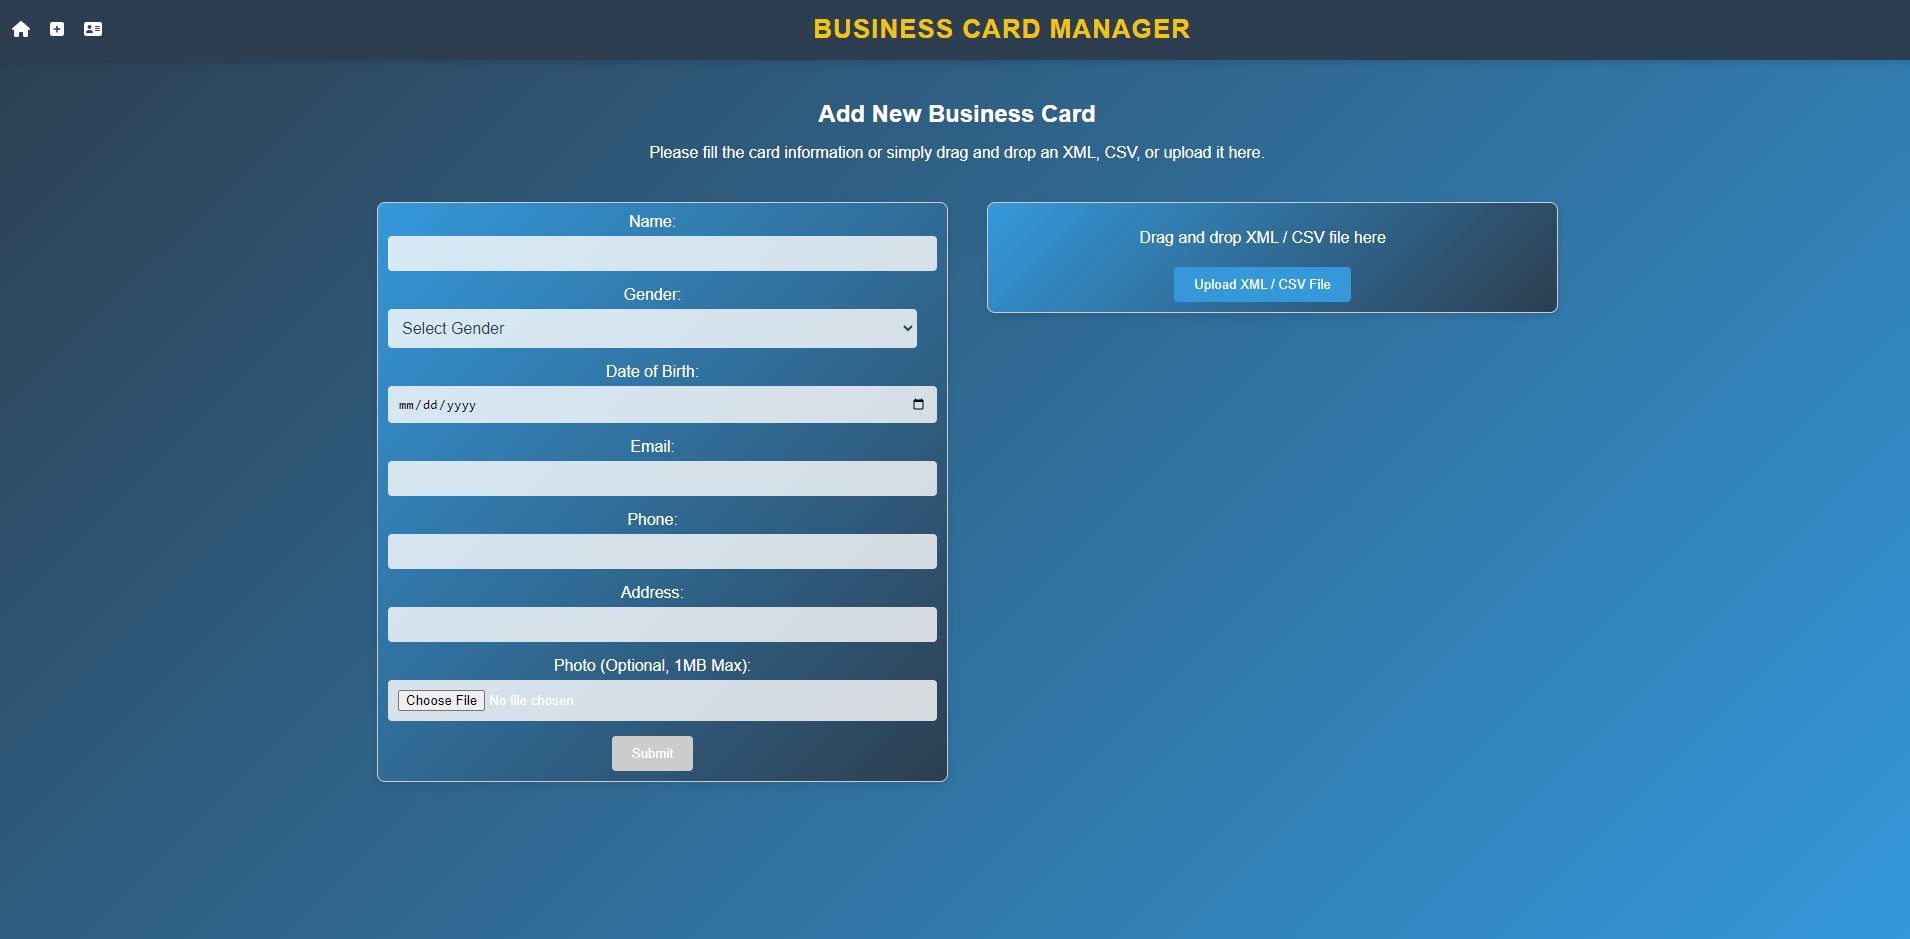 BUSINESS CARD MANAGER
Add New Business Card
Please fill the card information or simply drag and drop an XML, CSV, or upload it here.
Name:
Gender:
Select Gender
Date of Birth:
mm/dd/yyyy
Email:
Phone:
Address:
Photo (Optional, 1MB Max):
Choose File No file chosen
Submit
Drag and drop XML / CSV file here
Upload XML / CSV File